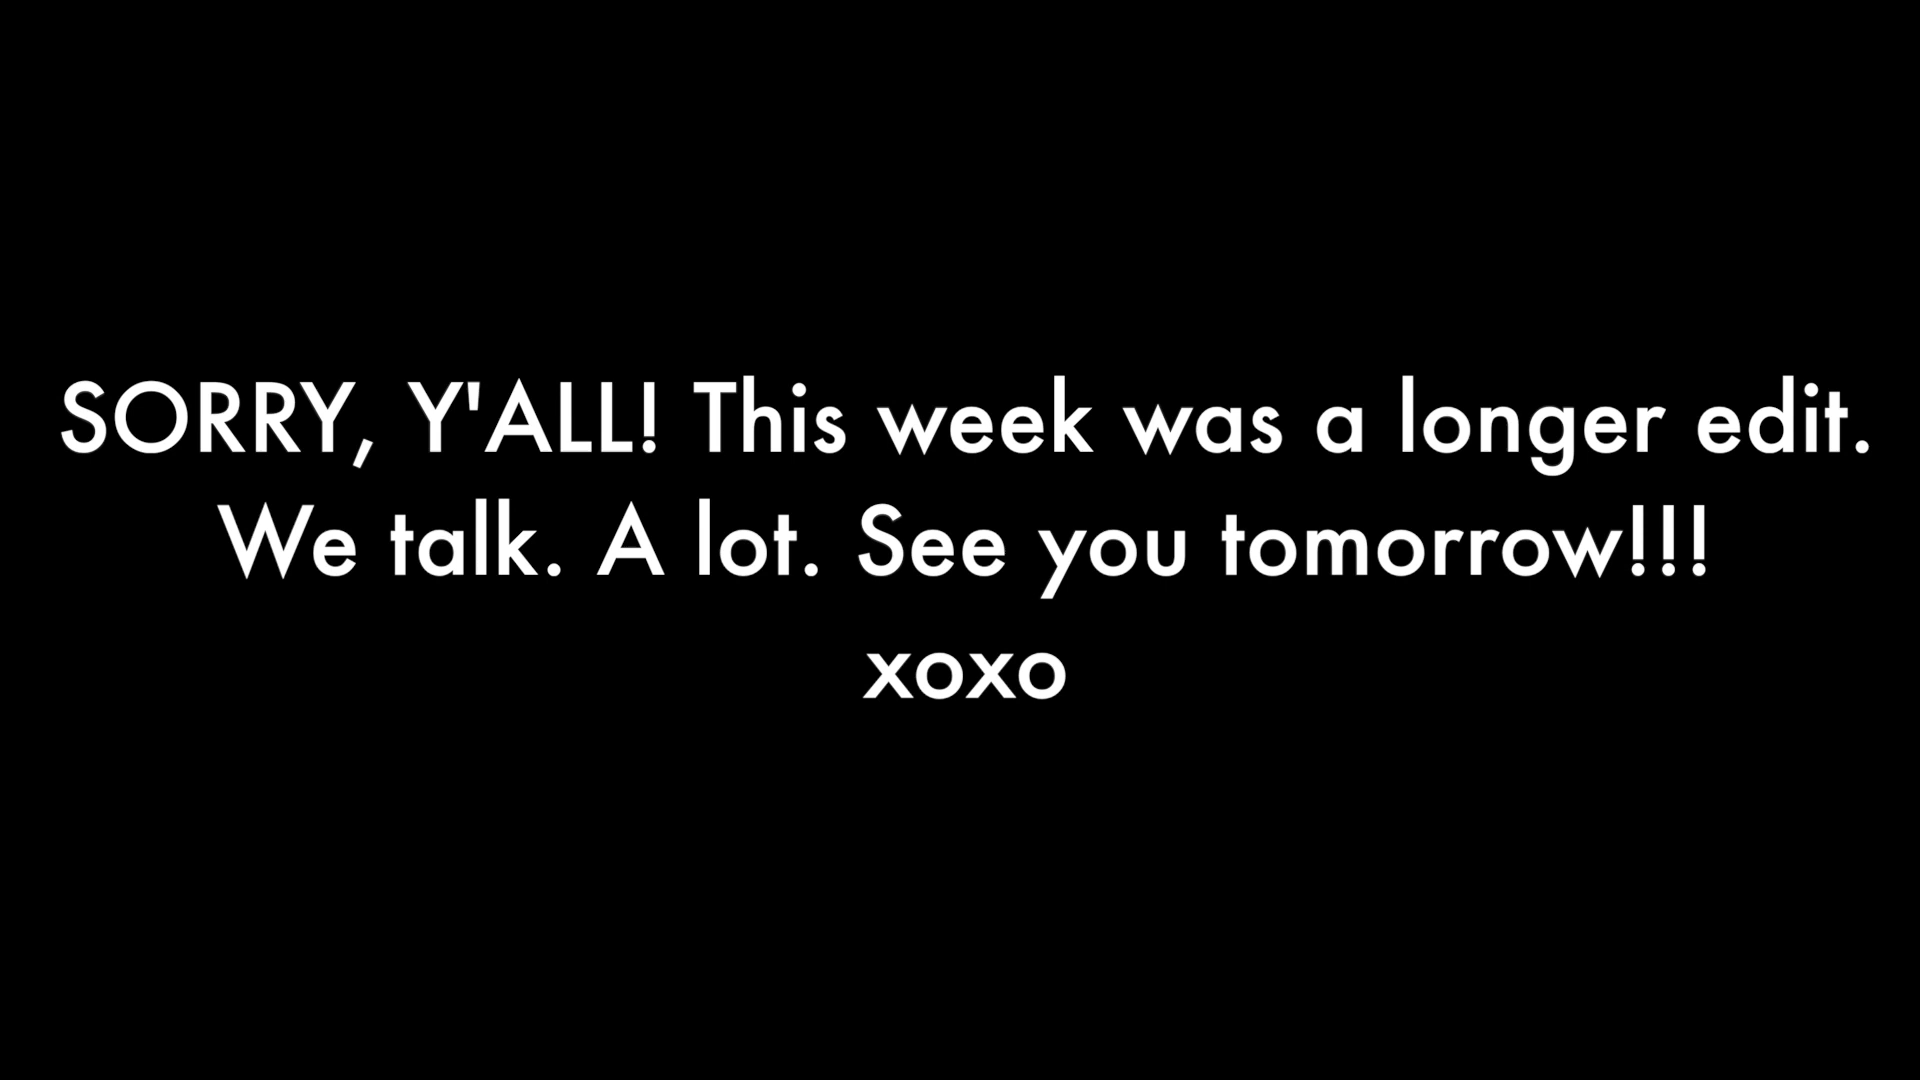 SORRY, Y'ALL! This week was a longer edit.
We talk. A lot. See you tomorrow!!!
xoxo